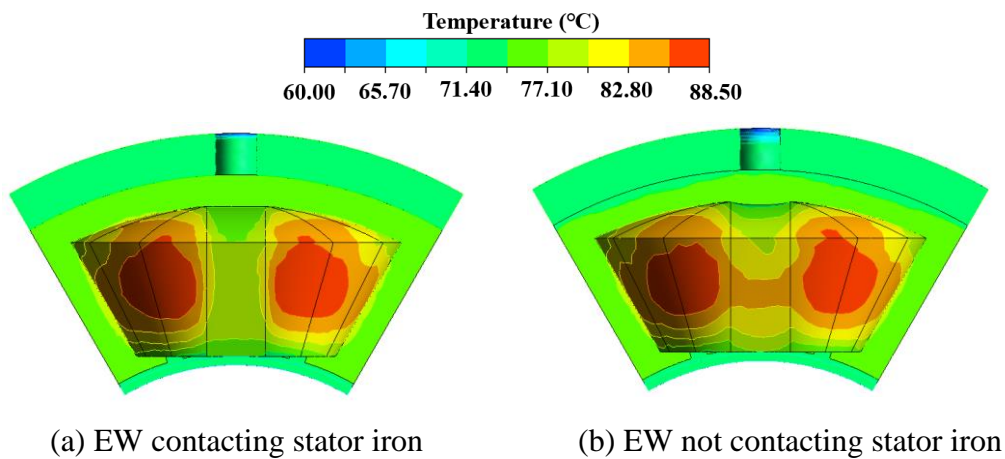 Temperature (°C)
60.00 65.70 71.40 77.10 82.80 88.50
(a) EW contacting stator iron
(b) EW not contacting stator iron